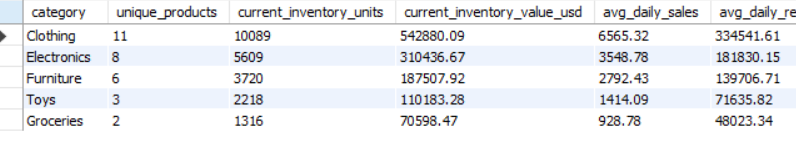 category unique_products current_inventory_units current_inventory_value_usd avg_daily_sales avg_daily_re
Clothing 11 10089 542880.09 6565.32 334541.61
Electronics 8 5609 310436.67 3548.78 181830.15
Furniture 6 3720 187507.92 2792.43 139706.71
Toys 3 2218 110183.28 1414.09 71635.82
Groceries 2 1316 70598.47 928.78 48023.34